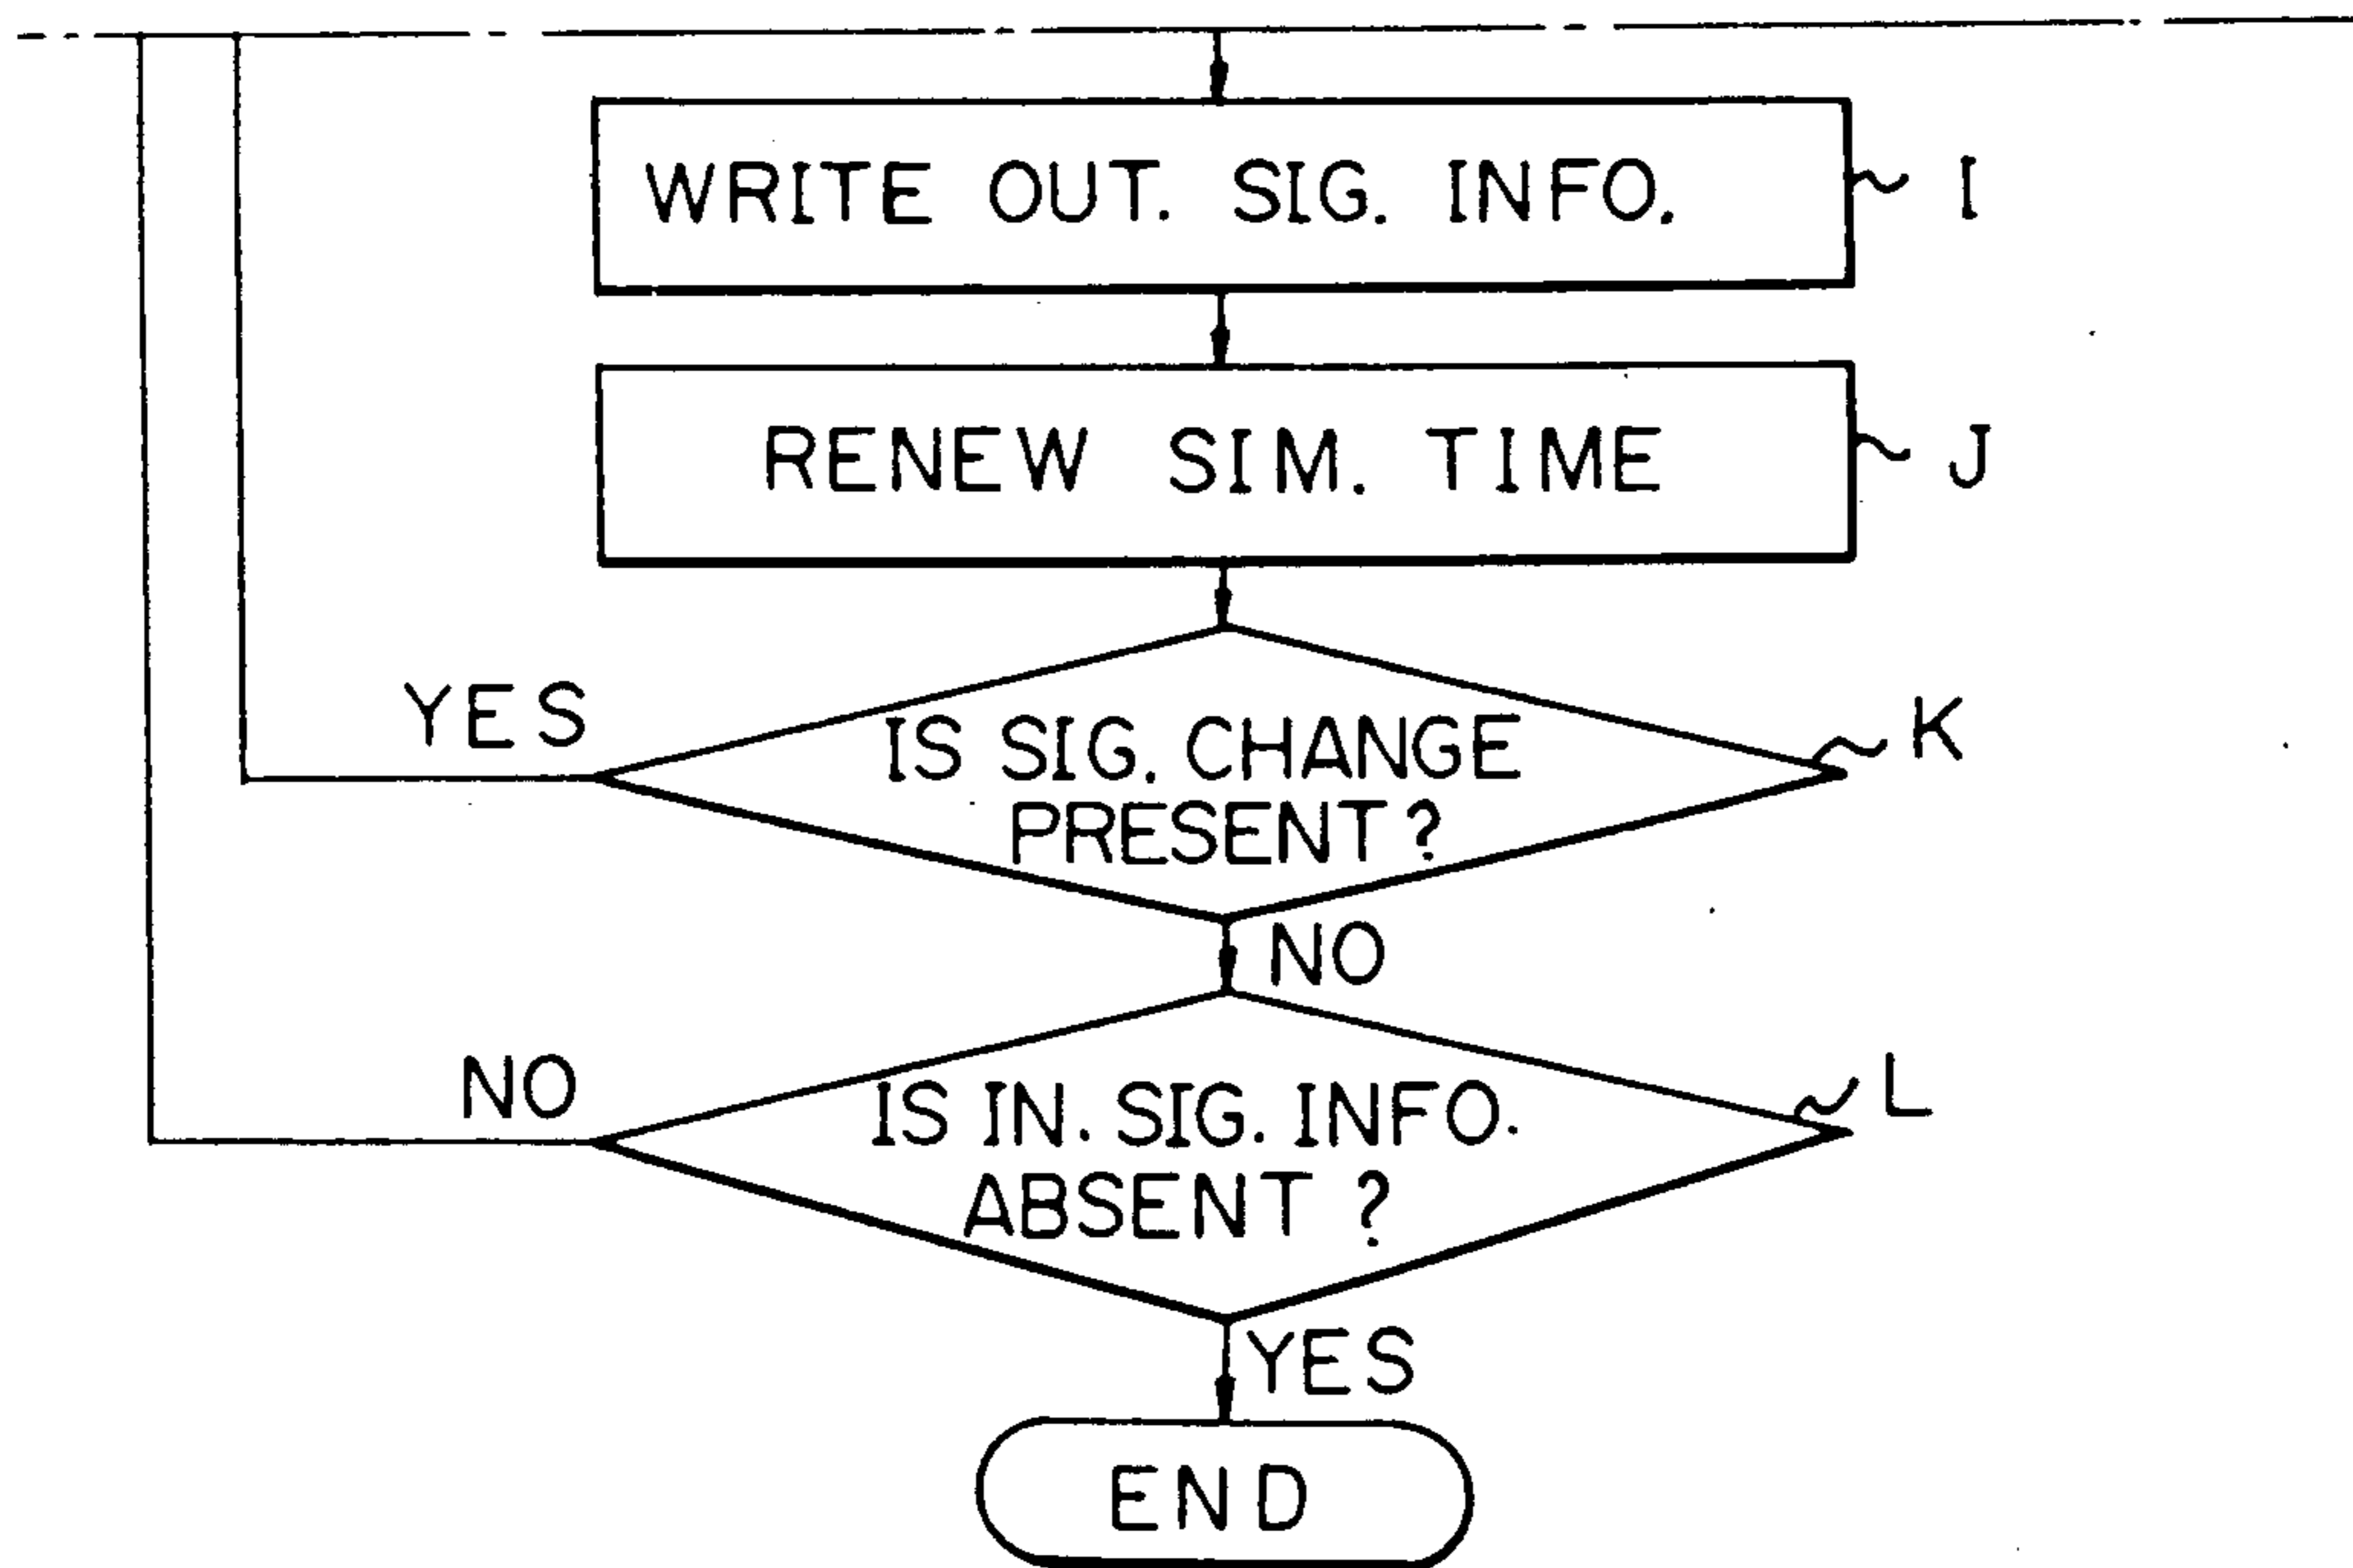 WRITE OUT. SIG. INFO.
I
RENEW SIM. TIME
J
YES
IS SIG. CHANGE
PRESENT?
K
NO
NO
IS IN. SIG. INFO.
ABSENT?
L
YES
END